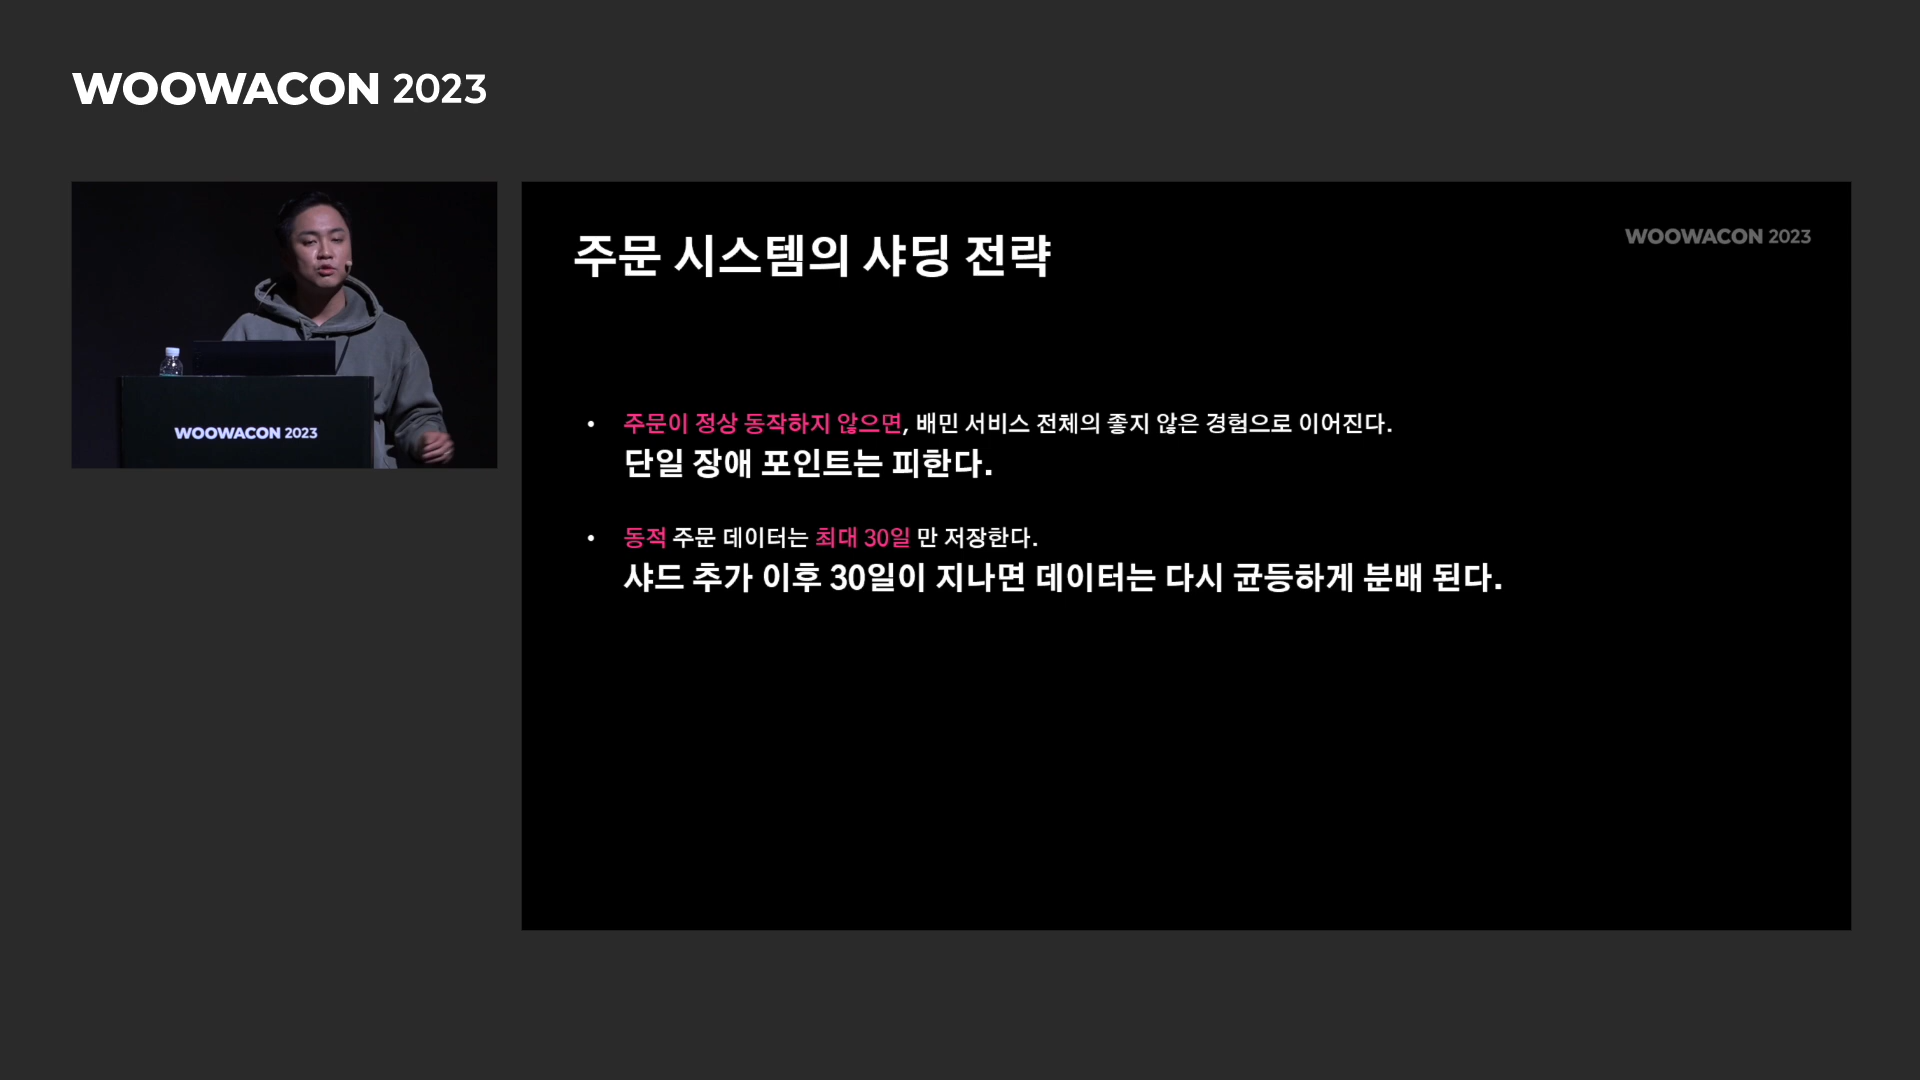 WOOWACON 2023
WOOWACON 2023
주문 시스템의 샤딩 전략
WOOWACON 2023
• 주문이 정상 동작하지 않으면, 배민 서비스 전체의 좋지 않은 경험으로 이어진다.
단일 장애 포인트는 피한다.
• 동적 주문 데이터는 최대 30일 만 저장한다.
샤드 추가 이후 30일이 지나면 데이터는 다시 균등하게 분배 된다.